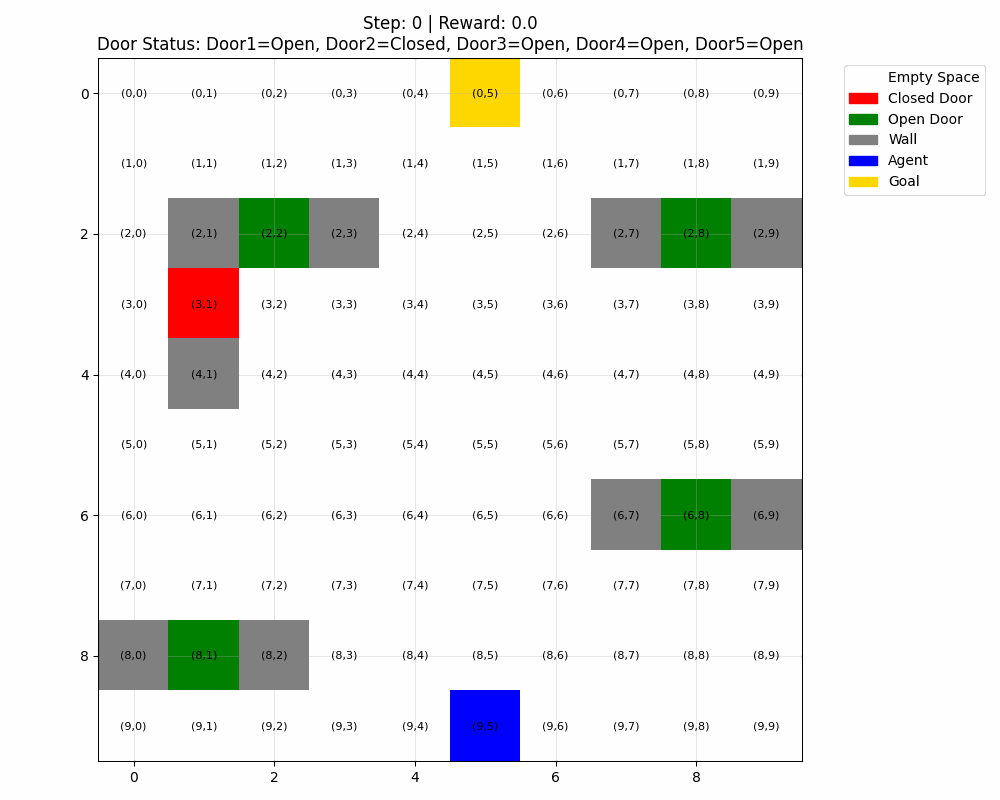 Step: 0 | Reward: 0.0
Door Status: Door1=Open, Door2=Closed, Door3=Open, Door4=Open, Door5=Open
Empty Space
Closed Door
Open Door
Wall
Agent
Goal
0 (0,0) (0,1) (0,2) (0,3) (0,4) (0,5) (0,6) (0,7) (0,8) (0,9)
(1,0) (1,1) (1,2) (1,3) (1,4) (1,5) (1,6) (1,7) (1,8) (1,9)
2 (2,0) (2,1) (2,2) (2,3) (2,4) (2,5) (2,6) (2,7) (2,8) (2,9)
(3,0) (3,1) (3,2) (3,3) (3,4) (3,5) (3,6) (3,7) (3,8) (3,9)
4 (4,0) (4,1) (4,2) (4,3) (4,4) (4,5) (4,6) (4,7) (4,8) (4,9)
(5,0) (5,1) (5,2) (5,3) (5,4) (5,5) (5,6) (5,7) (5,8) (5,9)
6 (6,0) (6,1) (6,2) (6,3) (6,4) (6,5) (6,6) (6,7) (6,8) (6,9)
(7,0) (7,1) (7,2) (7,3) (7,4) (7,5) (7,6) (7,7) (7,8) (7,9)
8 (8,0) (8,1) (8,2) (8,3) (8,4) (8,5) (8,6) (8,7) (8,8) (8,9)
(9,0) (9,1) (9,2) (9,3) (9,4) (9,5) (9,6) (9,7) (9,8) (9,9)
0 2 4 6 8